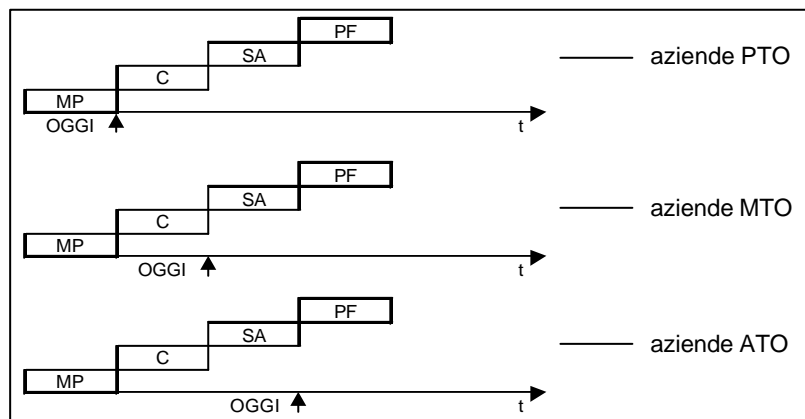 PF
SA
C
MP
OGGI
t
aziende PTO
PF
SA
C
MP
OGGI
t
aziende MTO
PF
SA
C
MP
OGGI
t
aziende ATO